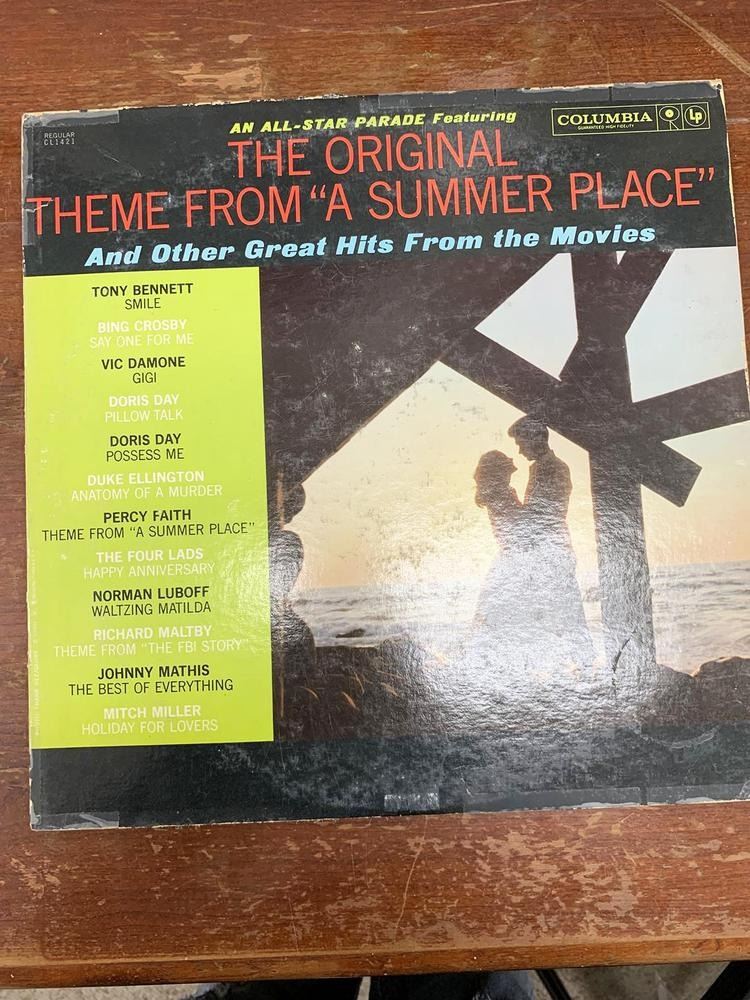 REGULAR
CL1421
AN ALL-STAR PARADE Featuring
COLUMBIA
GUARANTEED HIGH FIDELITY
Lp
THE ORIGINAL
THEME FROM "A SUMMER PLACE"
And Other Great Hits From the Movies
TONY BENNETT
SMILE
BING CROSBY
SAY ONE FOR ME
VIC DAMONE
GIGI
DORIS DAY
PILLOW TALK
DORIS DAY
POSSESS ME
DUKE ELLINGTON
ANATOMY OF A MURDER
PERCY FAITH
THEME FROM "A SUMMER PLACE"
THE FOUR LADS
HAPPY ANNIVERSARY
NORMAN LUBOFF
WALTZING MATILDA
RICHARD MALTBY
THEME FROM "THE FBI STORY"
JOHNNY MATHIS
THE BEST OF EVERYTHING
MITCH MILLER
HOLIDAY FOR LOVERS